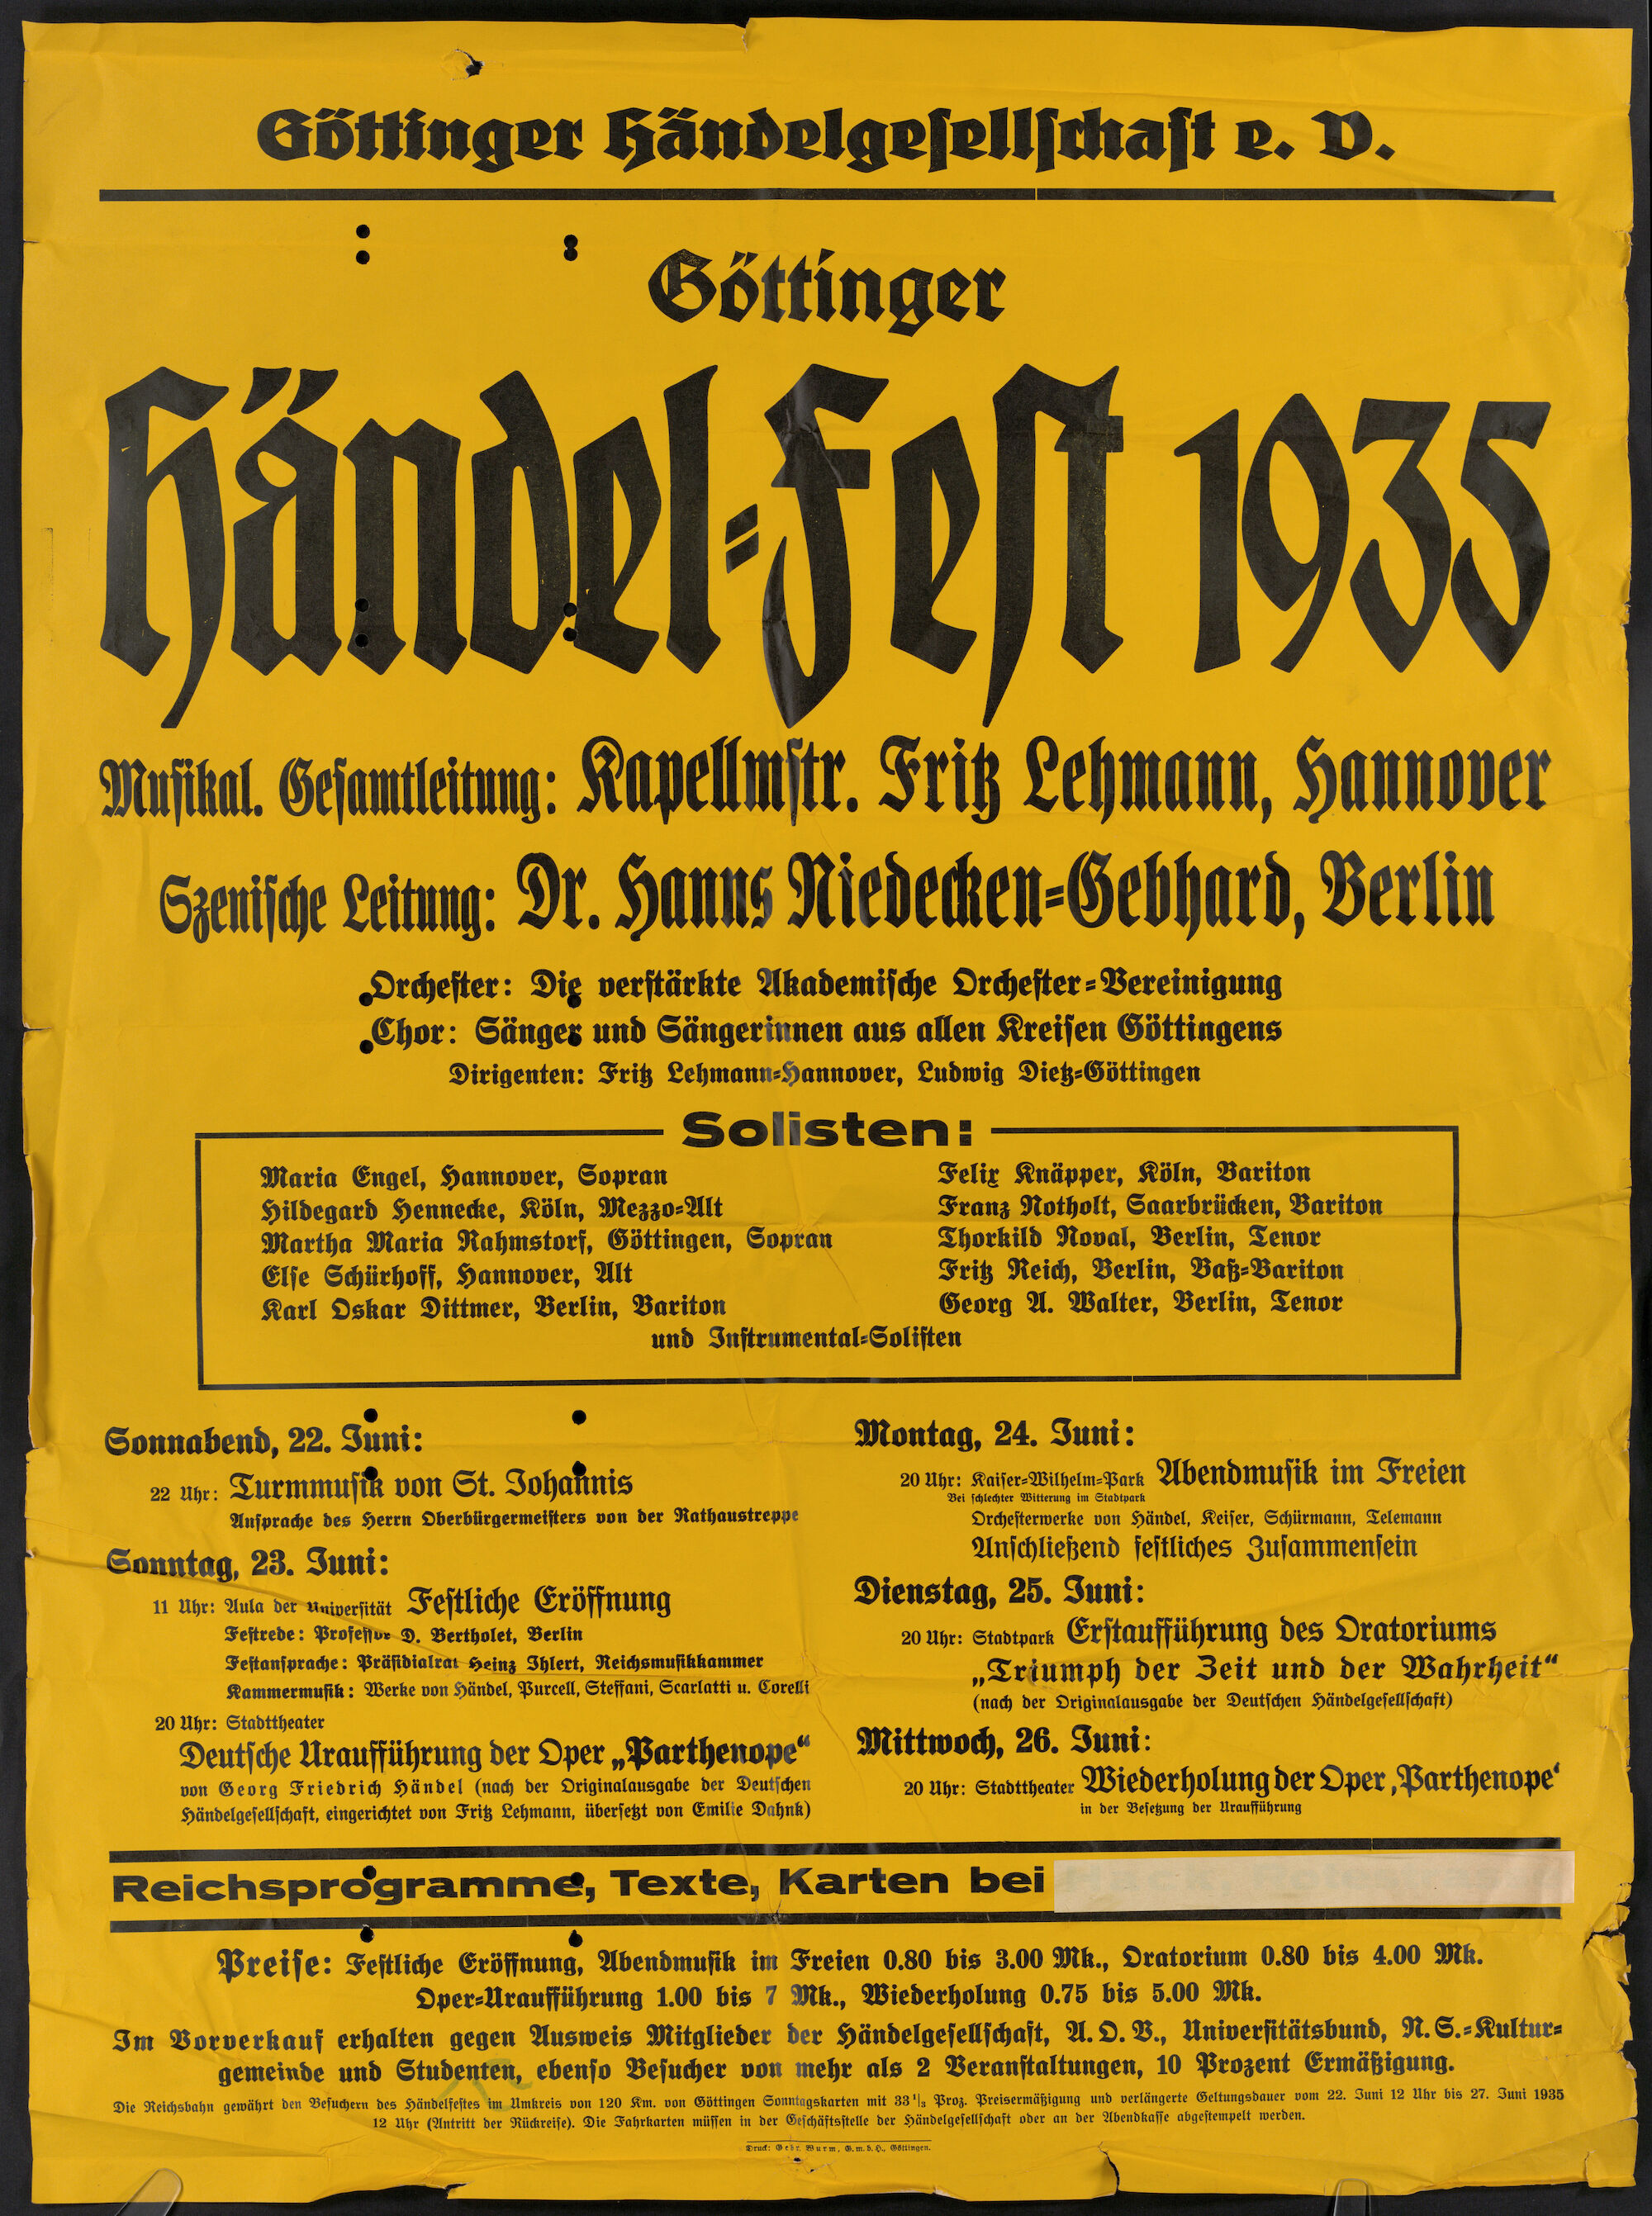 Göttinger Händelgesellschaft e. V.
Göttinger
Händel-Fest 1935
Musikal. Gesamtleitung: Kapellmstr. Fritz Lehmann, Hannover
Szenische Leitung: Dr. Hanns Niedecken-Gebhard, Berlin
Orchester: Die verstärkte Akademische Orchester-Vereinigung
Chor: Sänger und Sängerinnen aus allen Kreisen Göttingens
Dirigenten: Fritz Lehmann-Hannover, Ludwig Dietz-Göttingen
Solisten:
Maria Engel, Hannover, Sopran
Hildegard Hennecke, Köln, Mezzo-Alt
Martha Maria Rahmstorf, Göttingen, Sopran
Else Schürhoff, Hannover, Alt
Karl Oskar Dittmer, Berlin, Bariton
Felix Knäpper, Köln, Bariton
Franz Notholt, Saarbrücken, Bariton
Thorkild Noval, Berlin, Tenor
Fritz Reich, Berlin, Baß-Bariton
Georg A. Walter, Berlin, Tenor
und Instrumental-Solisten
Sonnabend, 22. Juni:
22 Uhr: Turmmusik von St. Johannis
Ansprache des Herrn Oberbürgermeisters von der Rathaustreppe
Sonntag, 23. Juni:
11 Uhr: Aula der Universität Festliche Eröffnung
Festrede: Professor D. Bertholet, Berlin
Festansprache: Präsidialrat Heinz Ihlert, Reichsmusikkammer
Kammermusik: Werke von Händel, Purcell, Steffani, Scarlatti u. Corelli
20 Uhr: Stadttheater
Deutsche Uraufführung der Oper „Parthenope“
von Georg Friedrich Händel (nach der Originalausgabe der Deutschen
Händelgesellschaft, eingerichtet von Fritz Lehmann, übersetzt von Emilie Dahnk)
Montag, 24. Juni:
20 Uhr: Kaiser-Wilhelm-Park Abendmusik im Freien
Bei schlechter Witterung im Stadtpark
Orchesterwerke von Händel, Keiser, Schürmann, Telemann
Anschließend festliches Zusammensein
Dienstag, 25. Juni:
20 Uhr: Stadtpark Erstaufführung des Oratoriums
„Triumph der Zeit und der Wahrheit“
(nach der Originalausgabe der Deutschen Händelgesellschaft)
Mittwoch, 26. Juni:
20 Uhr: Stadttheater Wiederholung der Oper ‚Parthenope‘
in der Besetzung der Uraufführung
Reichsprogramme, Texte, Karten bei
Preise: Festliche Eröffnung, Abendmusik im Freien 0.80 bis 3.00 Mk., Oratorium 0.80 bis 4.00 Mk.
Oper-Uraufführung 1.00 bis 7 Mk., Wiederholung 0.75 bis 5.00 Mk.
Im Vorverkauf erhalten gegen Ausweis Mitglieder der Händelgesellschaft, A. O. V., Universitätsbund, N. S.-Kultur-
gemeinde und Studenten, ebenso Besucher von mehr als 2 Veranstaltungen, 10 Prozent Ermäßigung.
Die Reichsbahn gewährt den Besuchern des Händelfestes im Umkreis von 120 Km. von Göttingen Sonntagskarten mit 33 1/3 Proz. Preisermäßigung und verlängerte Geltungsdauer vom 22. Juni 12 Uhr bis 27. Juni 1935
12 Uhr (Antritt der Rückreise). Die Fahrkarten müssen in der Geschäftsstelle der Händelgesellschaft oder an der Abendkasse abgestempelt werden.
Druck: Gebr. Wurm, G. m. b. H., Göttingen.